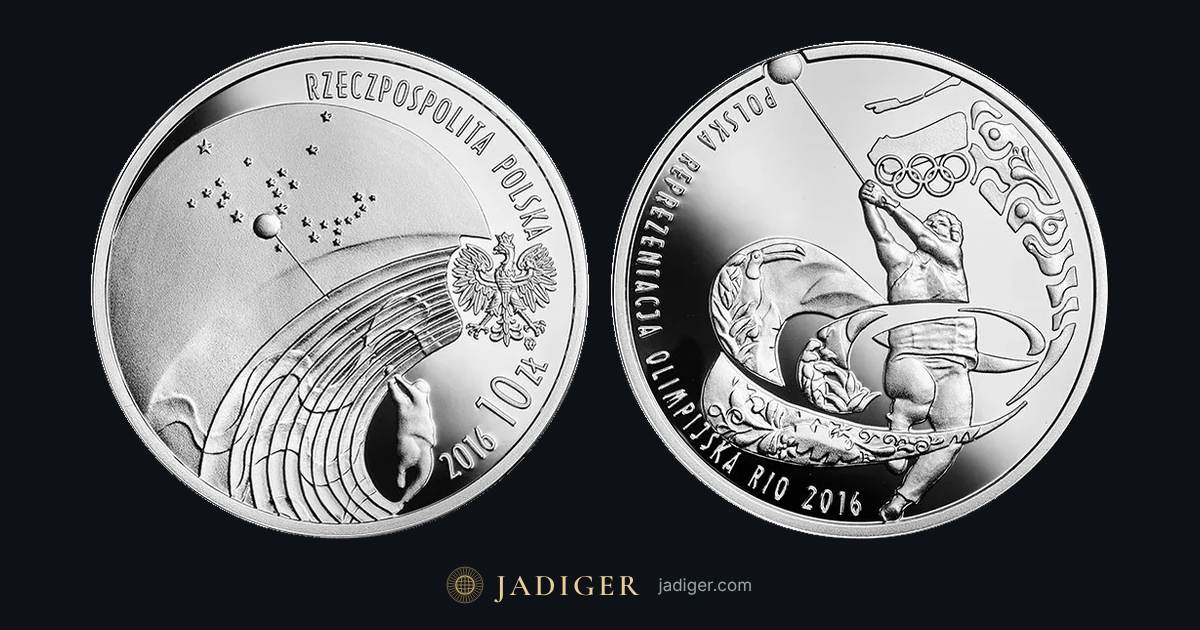 RZECZPOSPOLITA POLSKA
2016 10 ZŁ
POLSKA REPREZENTACJA OLIMPIJSKA RIO 2016
JADIGER jadiger.com